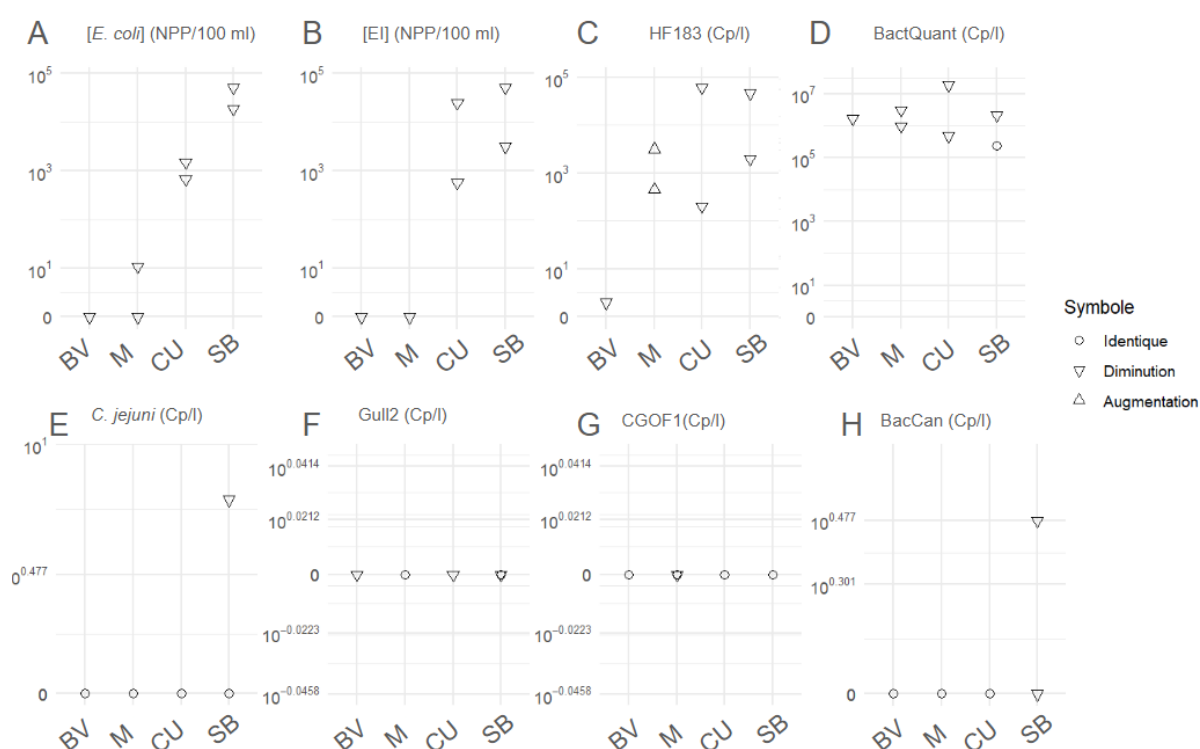 A [E. coli] (NPP/100 ml)
10^5
10^3
10^1
0
BV M CU SB
B [EI] (NPP/100 ml)
10^5
10^3
10^1
0
BV M CU SB
C HF183 (Cp/l)
10^5
10^3
10^1
0
BV M CU SB
D BactQuant (Cp/l)
10^7
10^5
10^3
10^1
0
BV M CU SB
Symbole
Identique
Diminution
Augmentation
E C. jejuni (Cp/l)
10^1
0^0.477
0
BV M CU SB
F Gull2 (Cp/l)
10^0.0414
10^0.0212
0
10^−0.0223
10^−0.0458
BV M CU SB
G CGOF1(Cp/l)
10^0.0414
10^0.0212
0
10^−0.0223
10^−0.0458
BV M CU SB
H BacCan (Cp/l)
10^0.477
10^0.301
0
BV M CU SB